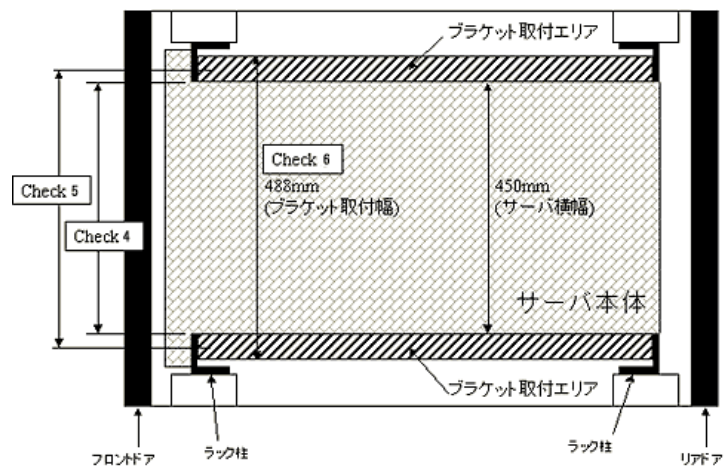 ブラケット取付エリア
Check 6
488mm
(ブラケット取付幅)
450mm
(サーバ横幅)
Check 5
Check 4
サーバ本体
ブラケット取付エリア
フロントドア
ラック柱
ラック柱
リアドア